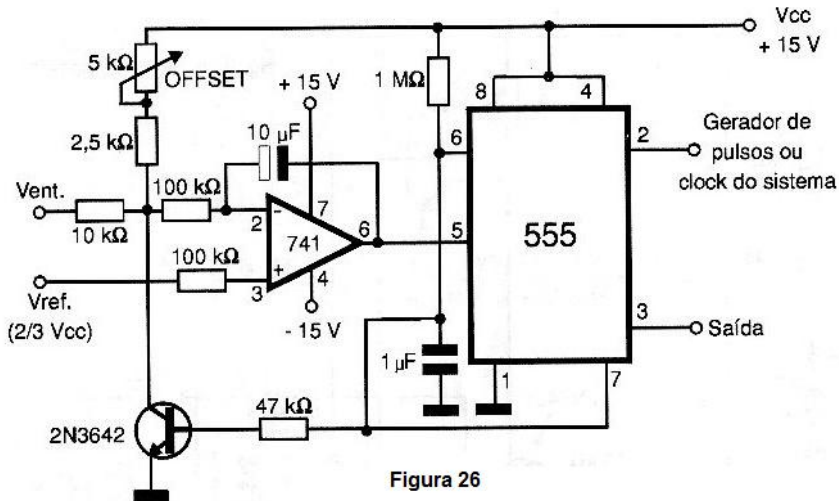 Vcc
+ 15 V
5 kΩ
OFFSET
+ 15 V
1 MΩ
8
4
10 µF
2,5 kΩ
6
2
Gerador de
pulsos ou
clock do sistema
Vent.
100 kΩ
10 kΩ
2
7
741
6
5
555
100 kΩ
3
4
Vref.
(2/3 Vcc)
- 15 V
3
Saída
1 µF
1
7
47 kΩ
2N3642
Figura 26